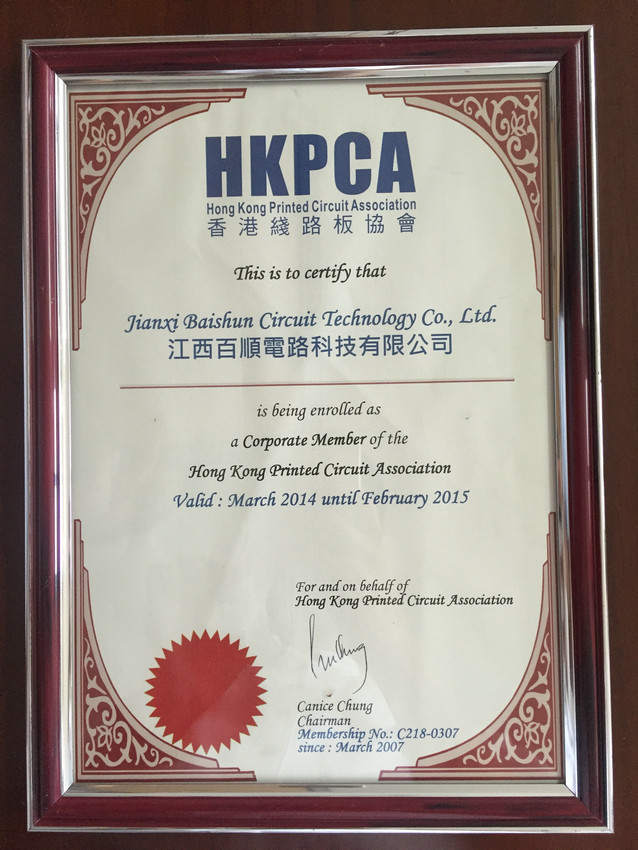 HKPCA
Hong Kong Printed Circuit Association
香港綫路板協會
This is to certify that
Jianxi Baishun Circuit Technology Co., Ltd.
江西百順電路科技有限公司
is being enrolled as
a Corporate Member of the
Hong Kong Printed Circuit Association
Valid : March 2014 until February 2015
For and on behalf of
Hong Kong Printed Circuit Association
Canice Chung
Chairman
Membership No.: C218-0307
since : March 2007